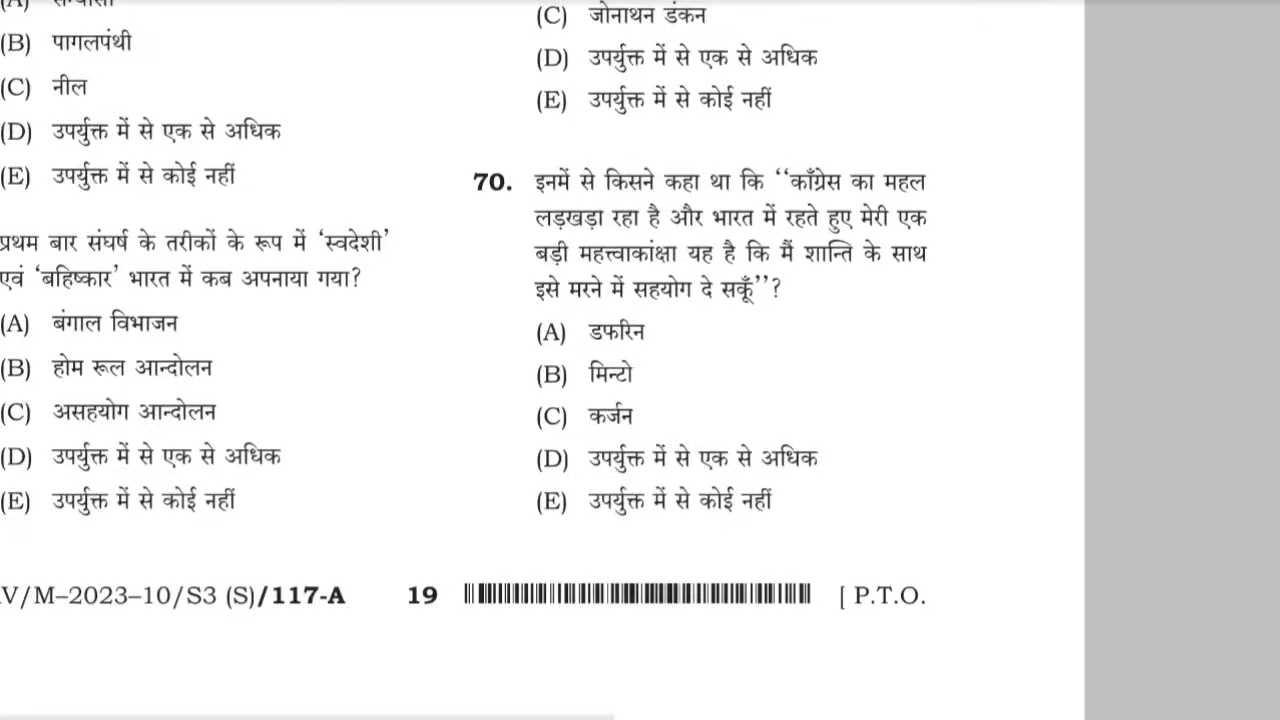 (A) सन्यासी
(B) पागलपंथी
(C) नील
(D) उपर्युक्त में से एक से अधिक
(E) उपर्युक्त में से कोई नहीं
प्रथम बार संघर्ष के तरीकों के रूप में ‘स्वदेशी’
एवं ‘बहिष्कार’ भारत में कब अपनाया गया?
(A) बंगाल विभाजन
(B) होम रूल आन्दोलन
(C) असहयोग आन्दोलन
(D) उपर्युक्त में से एक से अधिक
(E) उपर्युक्त में से कोई नहीं
(C) जोनाथन डंकन
(D) उपर्युक्त में से एक से अधिक
(E) उपर्युक्त में से कोई नहीं
70. इनमें से किसने कहा था कि ‘‘काँग्रेस का महल
लड़खड़ा रहा है और भारत में रहते हुए मेरी एक
बड़ी महत्त्वाकांक्षा यह है कि मैं शान्ति के साथ
इसे मरने में सहयोग दे सकूँ’’?
(A) डफरिन
(B) मिन्टो
(C) कर्जन
(D) उपर्युक्त में से एक से अधिक
(E) उपर्युक्त में से कोई नहीं
V/M–2023–10/S3 (S)/117-A 19 [ P.T.O.